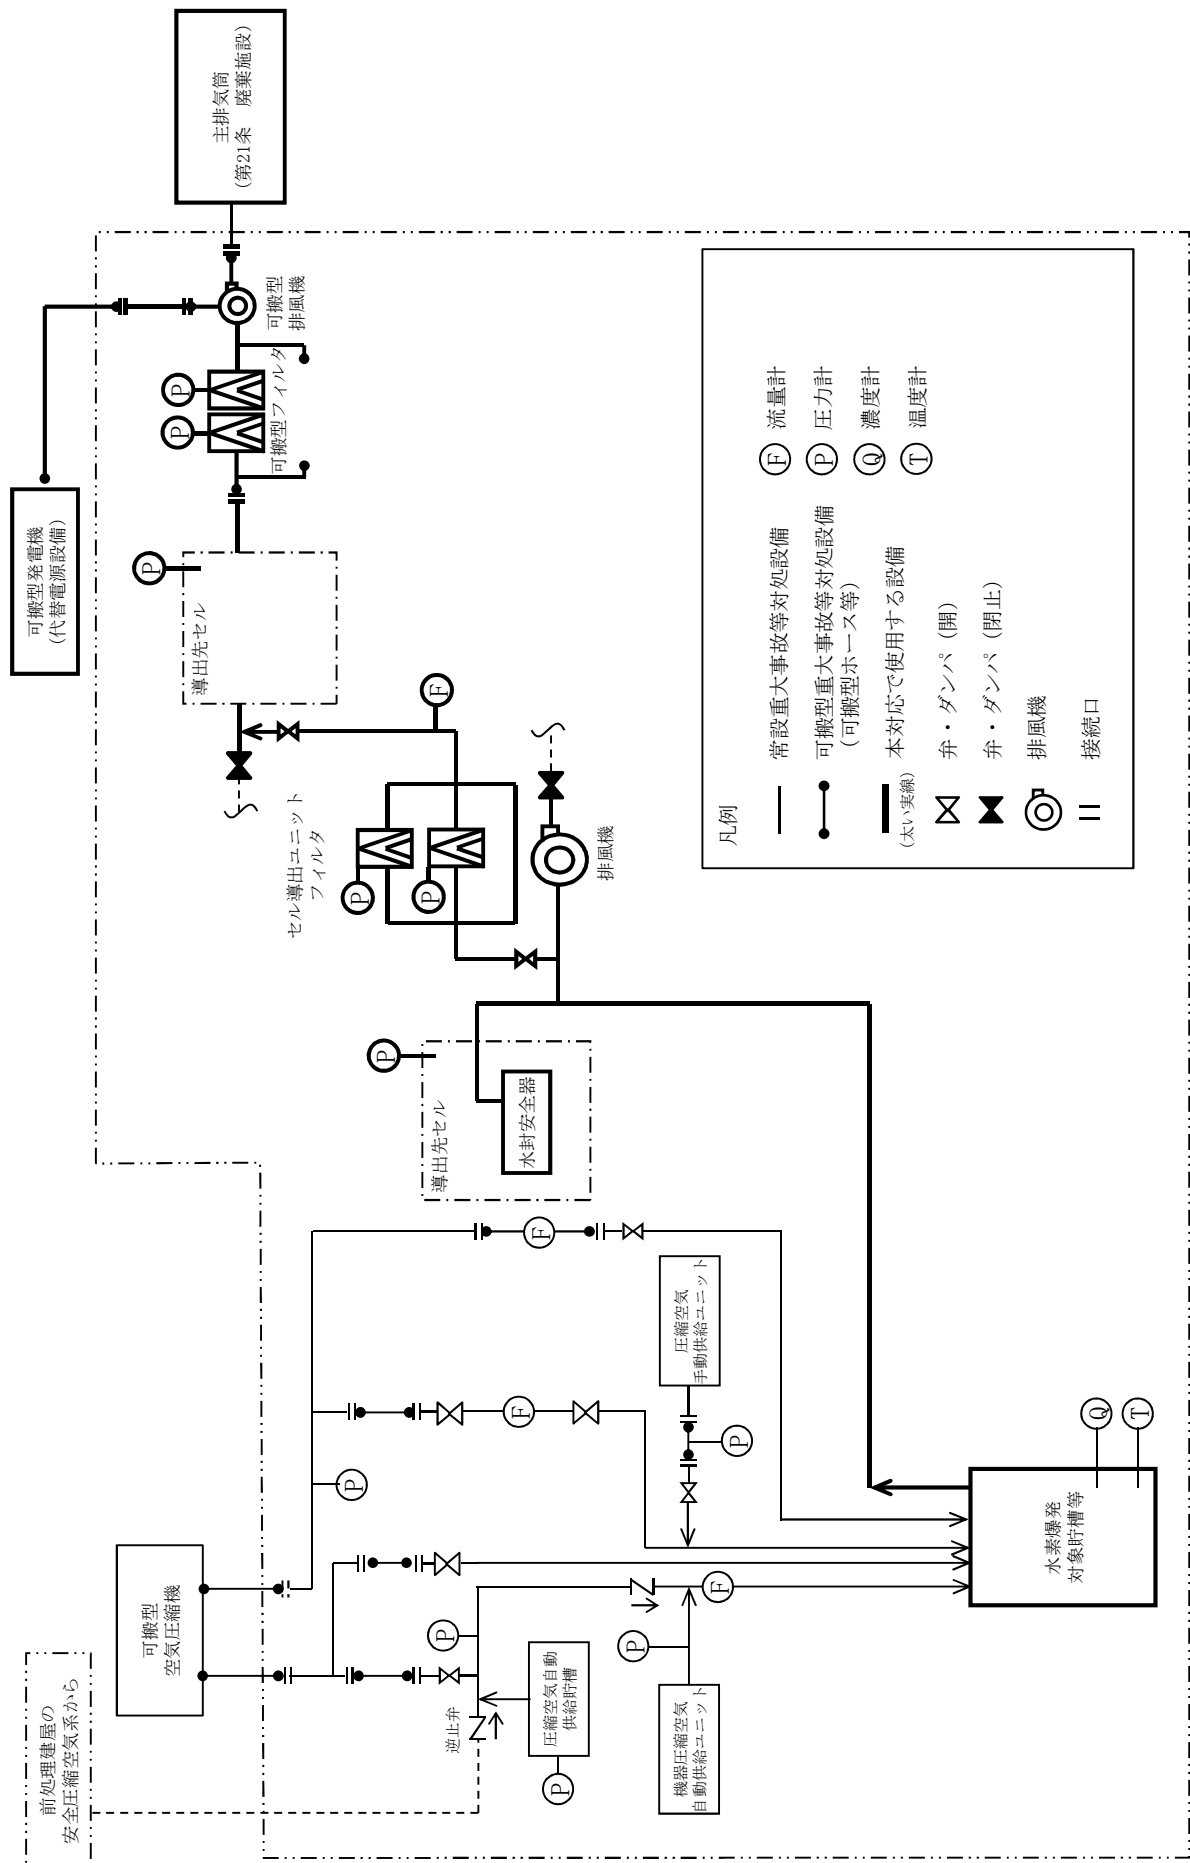 前処理建屋の
安全圧縮空気系から
可搬型
空気圧縮機
逆止弁
P
圧縮空気自動
供給貯槽
P
機器圧縮空気
自動供給ユニット
P
F
P
F
圧縮空気
手動供給ユニット
P
F
水素爆発
対象貯槽等
Q
T
導出先セル
水封安全器
P
セル導出ユニット
フィルタ
P
P
排風機
F
導出先セル
P
可搬型発電機
(代替電源設備)
可搬型フィルタ
P
P
可搬型
排風機
主排気筒
(第21条 廃棄施設)
凡例
常設重大事故等対処設備
可搬型重大事故等対処設備
(可搬型ホース等)
本対応で使用する設備
(太い実線)
弁・ダンパ (開)
弁・ダンパ (閉止)
排風機
接続口
F 流量計
P 圧力計
Q 濃度計
T 温度計